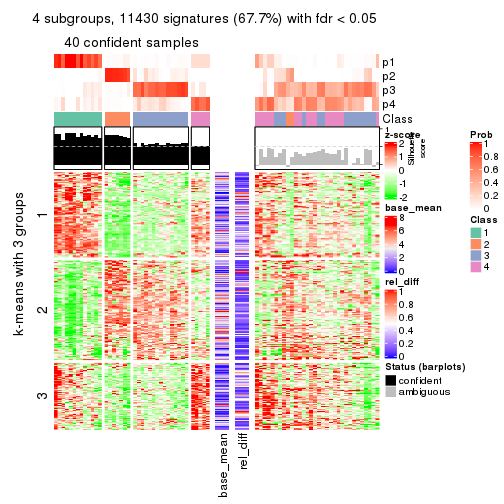 4 subgroups, 11430 signatures (67.7%) with fdr < 0.05
40 confident samples
p1
p2
p3
p4
Class
1
Silhouette
score
k-means with 3 groups
1
2
3
base_mean
rel_diff
z-score
2
1
0
-1
-2
base_mean
8
6
4
2
0
rel_diff
1
0.8
0.6
0.4
0.2
0
Status (barplots)
confident
ambiguous
Prob
1
0.8
0.6
0.4
0.2
0
Class
1
2
3
4